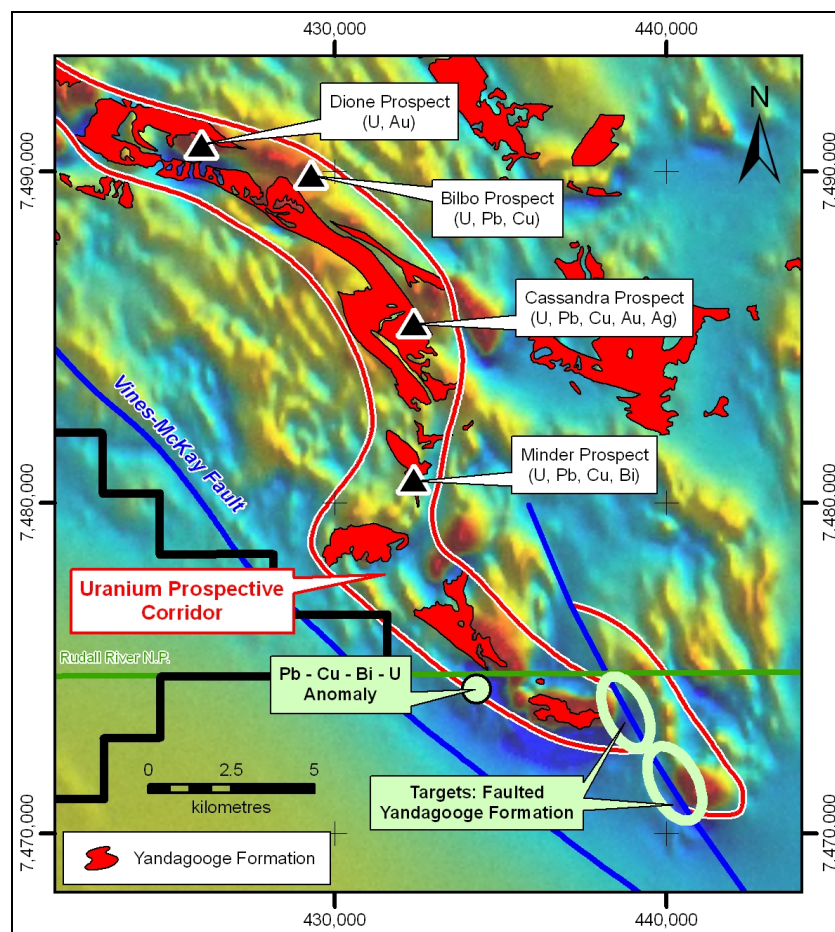 430,000
440,000
Dione Prospect
(U, Au)
N
7,490,000
7,490,000
Bilbo Prospect
(U, Pb, Cu)
Cassandra Prospect
(U, Pb, Cu, Au, Ag)
Vines-McKay Fault
Minder Prospect
(U, Pb, Cu, Bi)
7,480,000
7,480,000
Uranium Prospective
Corridor
Rudall River N.P.
Pb - Cu - Bi - U
Anomaly
0 2.5 5
kilometres
Targets: Faulted
Yandagooge Formation
7,470,000
7,470,000
Yandagooge Formation
430,000
440,000